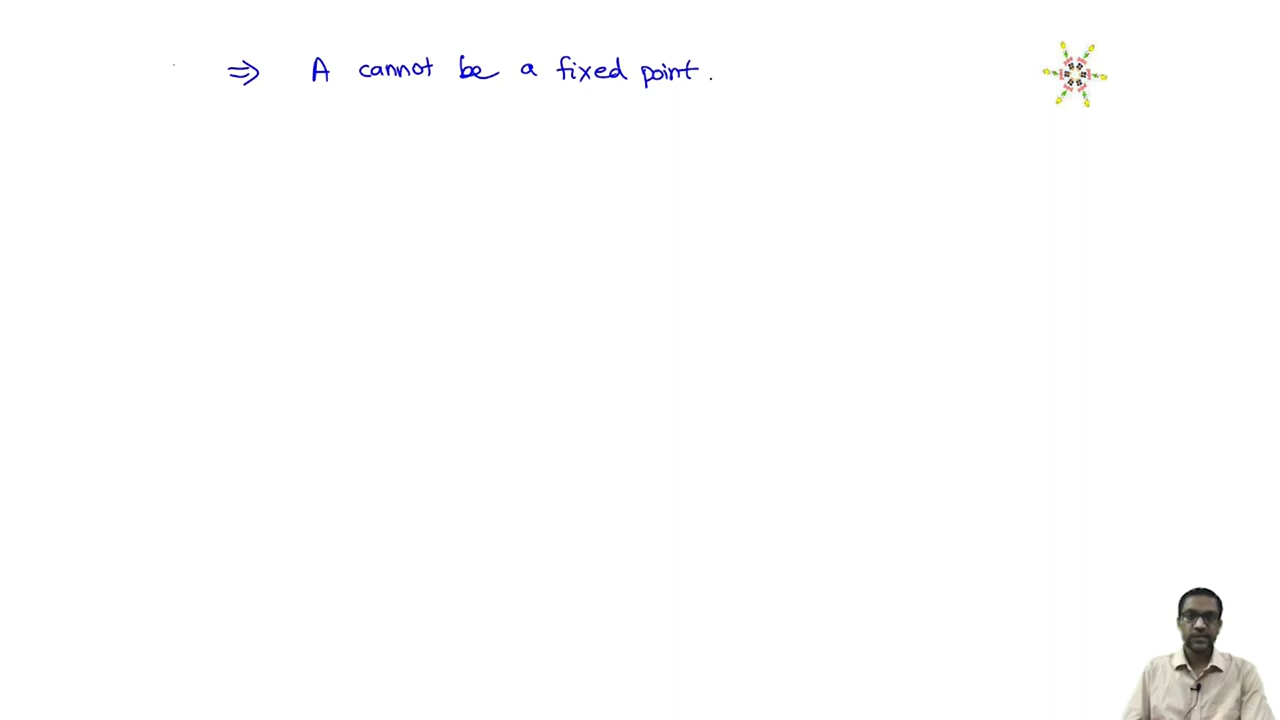 ⇒ A cannot be a fixed point.